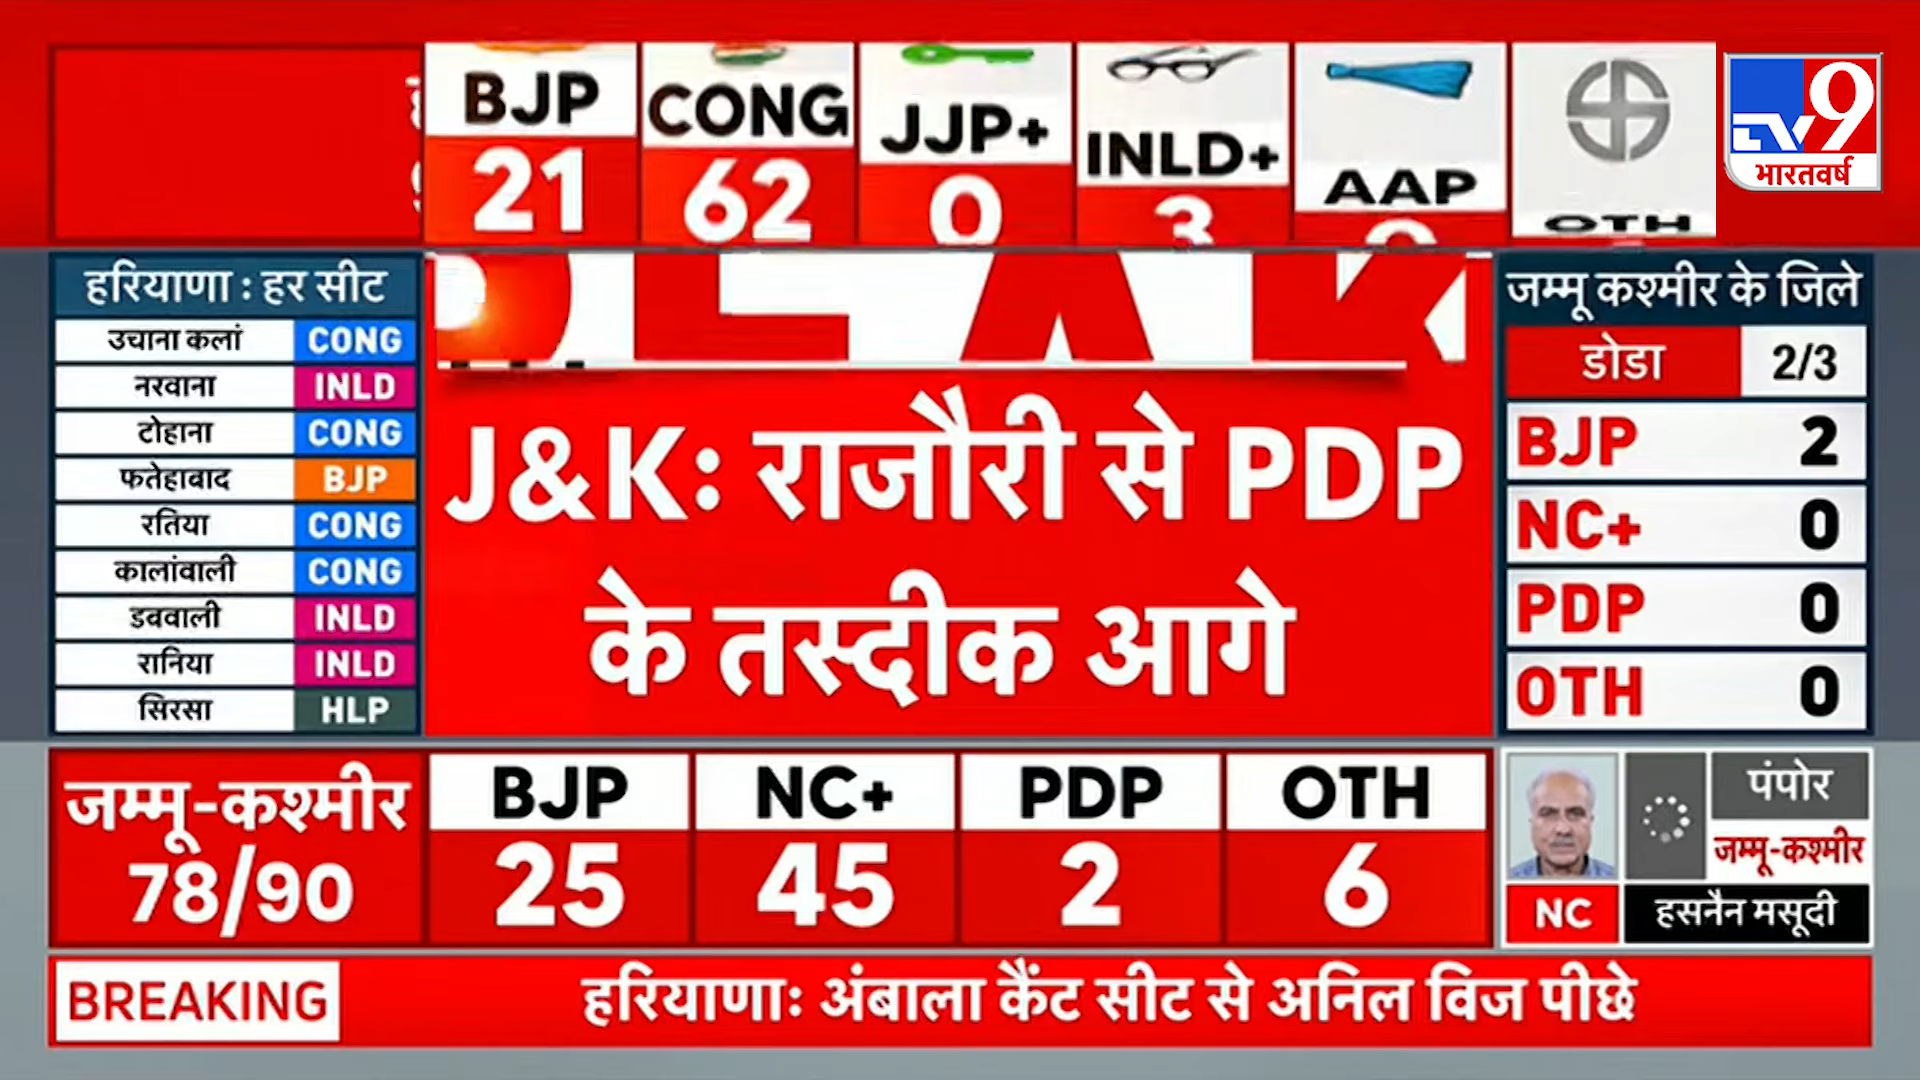 BJP
21
CONG
62
JJP+
0
INLD+
3
AAP
0
OTH
TV9
भारतवर्ष
हरियाणा : हर सीट
उचाना कलां CONG
नरवाना INLD
टोहाना CONG
फतेहाबाद BJP
रतिया CONG
कालांवाली CONG
डबवाली INLD
रानिया INLD
सिरसा HLP
J&K: राजौरी से PDP
के तस्दीक आगे
जम्मू कश्मीर के जिले
डोडा 2/3
BJP 2
NC+ 0
PDP 0
OTH 0
जम्मू-कश्मीर
78/90
BJP
25
NC+
45
PDP
2
OTH
6
पंपोर
जम्मू-कश्मीर
NC
हसनैन मसूदी
BREAKING
हरियाणाः अंबाला कैंट सीट से अनिल विज पीछे